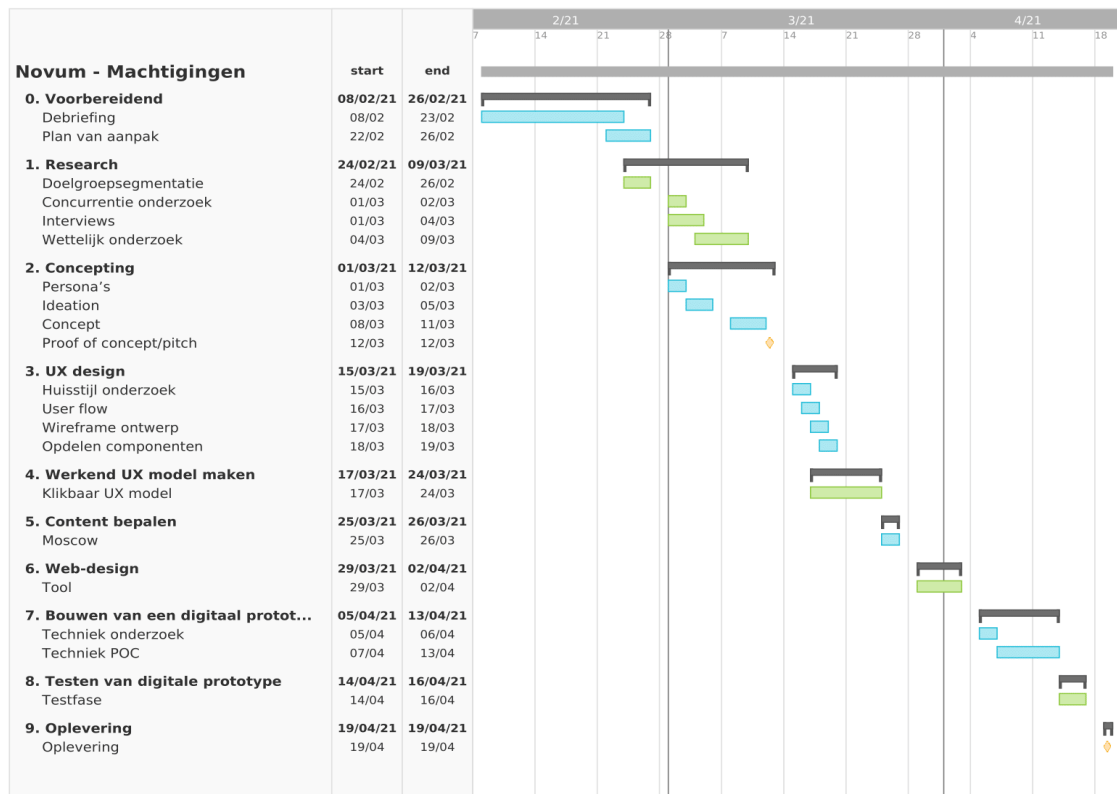 2/21 3/21 4/21
7 14 21 28 7 14 21 28 4 11 18
Novum - Machtigingen start end
0. Voorbereidend 08/02/21 26/02/21
Debriefing 08/02 23/02
Plan van aanpak 22/02 26/02
1. Research 24/02/21 09/03/21
Doelgroepsegmentatie 24/02 26/02
Concurrentie onderzoek 01/03 02/03
Interviews 01/03 04/03
Wettelijk onderzoek 04/03 09/03
2. Concepting 01/03/21 12/03/21
Persona’s 01/03 02/03
Ideation 03/03 05/03
Concept 08/03 11/03
Proof of concept/pitch 12/03 12/03
3. UX design 15/03/21 19/03/21
Huisstijl onderzoek 15/03 16/03
User flow 16/03 17/03
Wireframe ontwerp 17/03 18/03
Opdelen componenten 18/03 19/03
4. Werkend UX model maken 17/03/21 24/03/21
Klikbaar UX model 17/03 24/03
5. Content bepalen 25/03/21 26/03/21
Moscow 25/03 26/03
6. Web-design 29/03/21 02/04/21
Tool 29/03 02/04
7. Bouwen van een digitaal protot... 05/04/21 13/04/21
Techniek onderzoek 05/04 06/04
Techniek POC 07/04 13/04
8. Testen van digitale prototype 14/04/21 16/04/21
Testfase 14/04 16/04
9. Oplevering 19/04/21 19/04/21
Oplevering 19/04 19/04